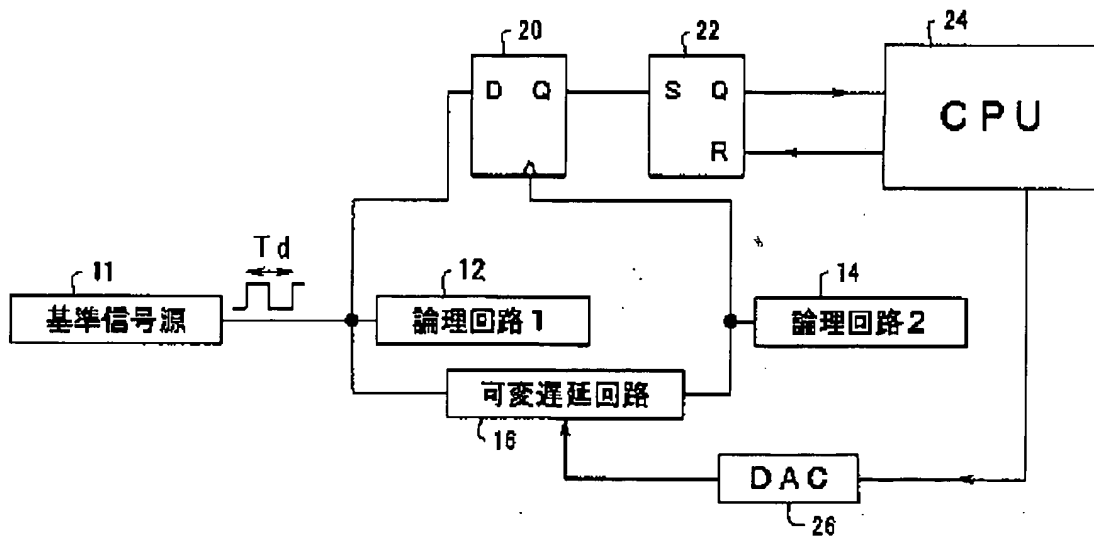 20
22
24
D Q
S Q
R
CPU
Td
11
基準信号源
12
論理回路1
14
論理回路2
可変遅延回路
16
DAC
26